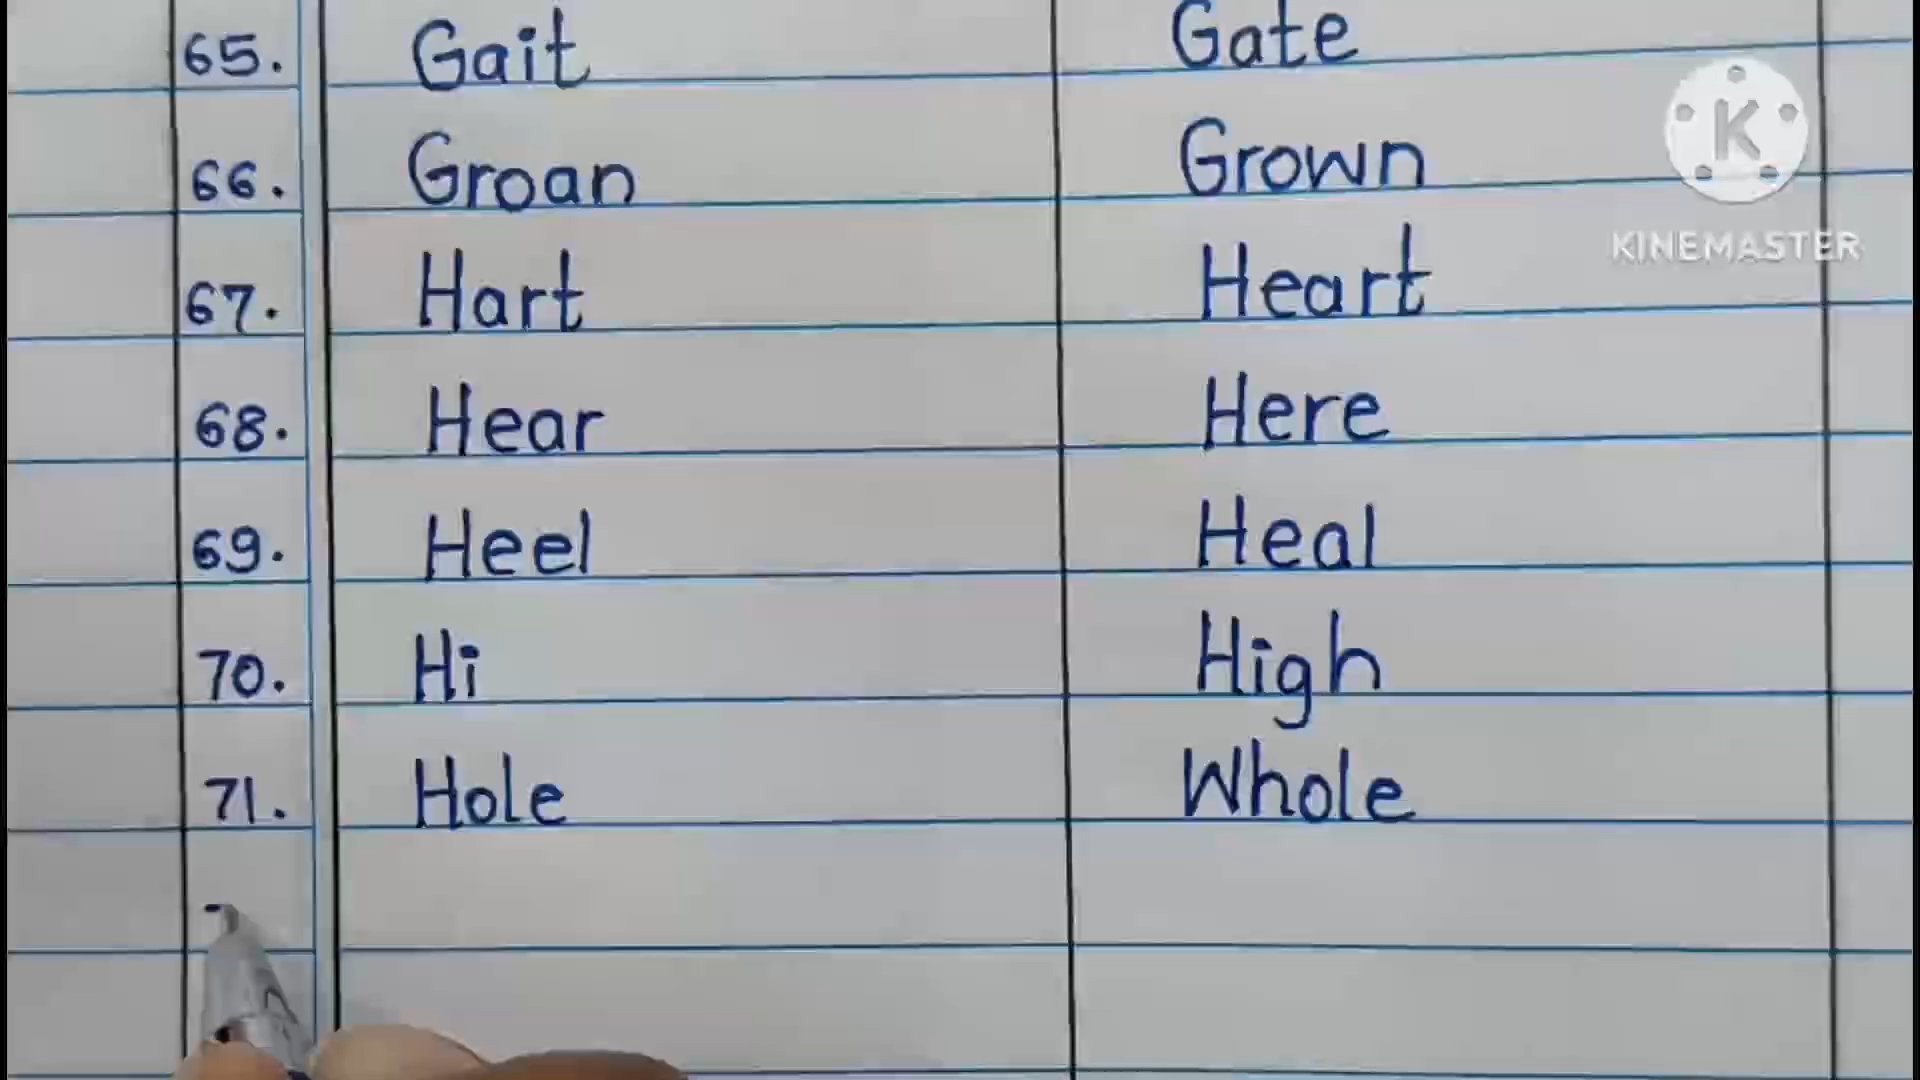 65. Gait Gate
66. Groan Grown
K
KINEMASTER
67. Hart Heart
68. Hear Here
69. Heel Heal
70. Hi High
71. Hole Whole